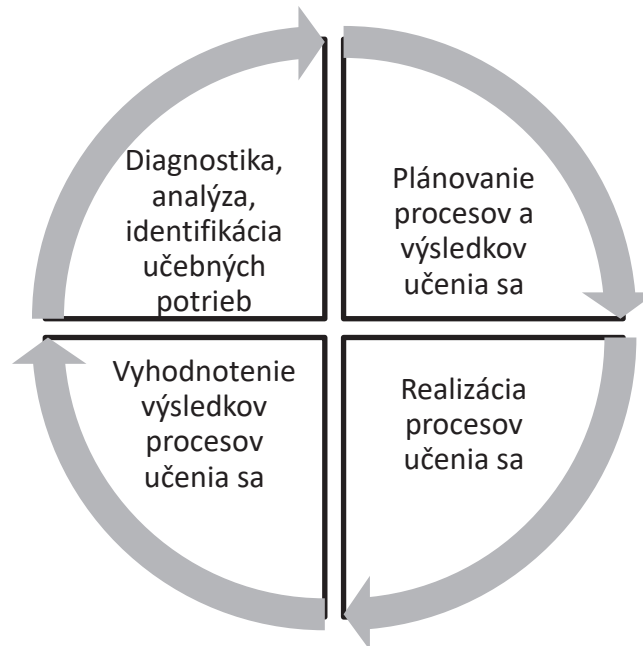 Diagnostika,
analýza,
identifikácia
učebných
potrieb
Plánovanie
procesov a
výsledkov
učenia sa
Vyhodnotenie
výsledkov
procesov
učenia sa
Realizácia
procesov
učenia sa